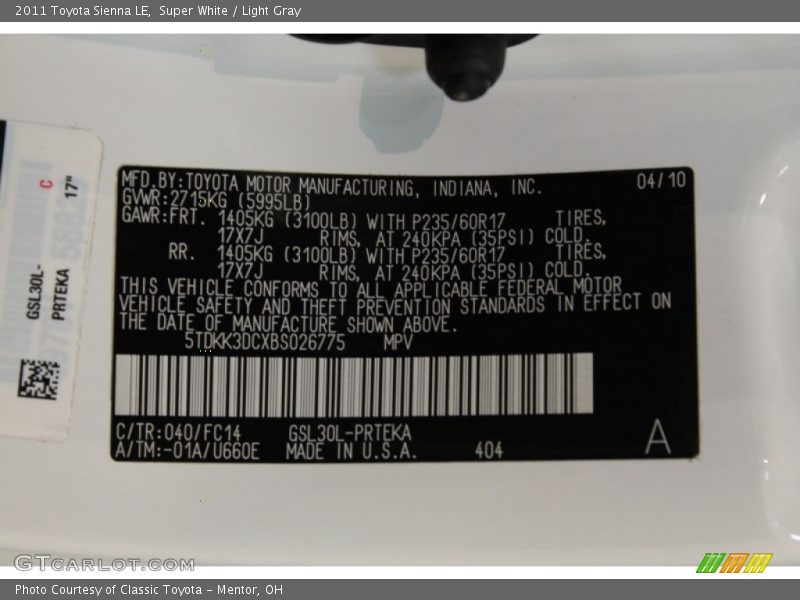 2011 Toyota Sienna LE, Super White / Light Gray
MFD.BY:TOYOTA MOTOR MANUFACTURING, INDIANA, INC. 04/10
GVWR:2715KG (5995LB)
GAWR:FRT. 1405KG (3100LB) WITH P235/60R17 TIRES,
17X7J RIMS, AT 240KPA (35PSI) COLD.
RR. 1405KG (3100LB) WITH P235/60R17 TIRES,
17X7J RIMS, AT 240KPA (35PSI) COLD.
THIS VEHICLE CONFORMS TO ALL APPLICABLE FEDERAL MOTOR
VEHICLE SAFETY AND THEFT PREVENTION STANDARDS IN EFFECT ON
THE DATE OF MANUFACTURE SHOWN ABOVE.
5TDKK3DCXBS026775 MPV
C/TR:040/FC14 GSL30L-PRTEKA
A/TM:-01A/U660E MADE IN U.S.A. 404 A
C 17"
GSL30L-
PRTEKA
GTCARLOT.COM
Photo Courtesy of Classic Toyota - Mentor, OH